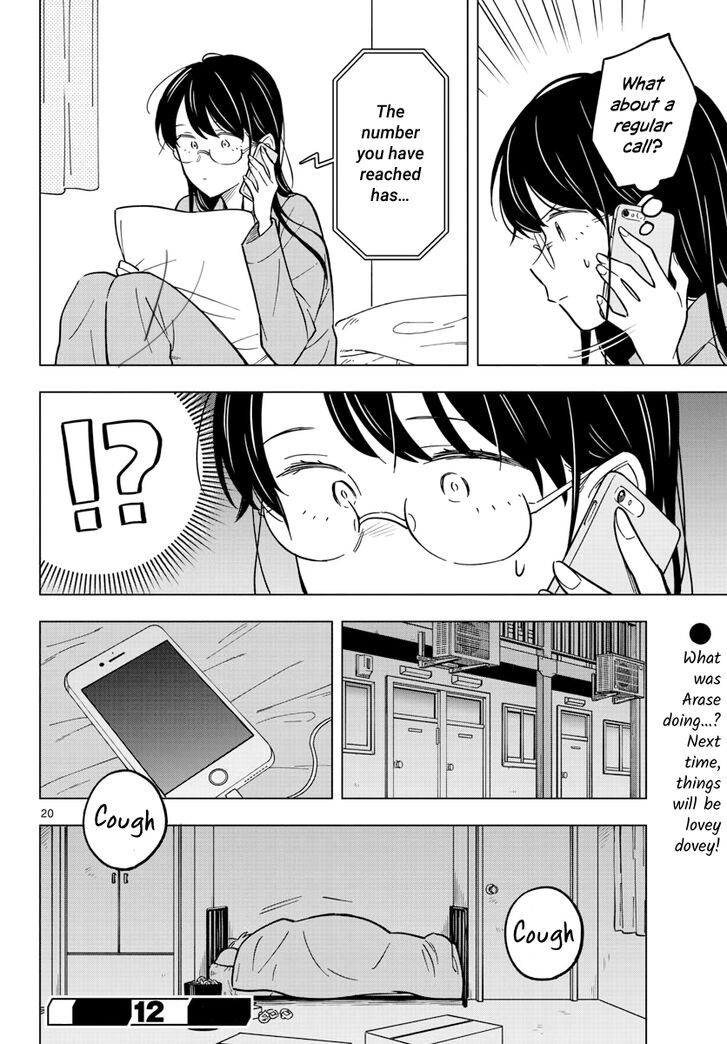 What
about a
regular
call?
The
number
you have
reached
has...
!?
What
was
Arase
doing...?
Next
time,
things
will be
lovey
dovey!
20
Cough
Cough
12